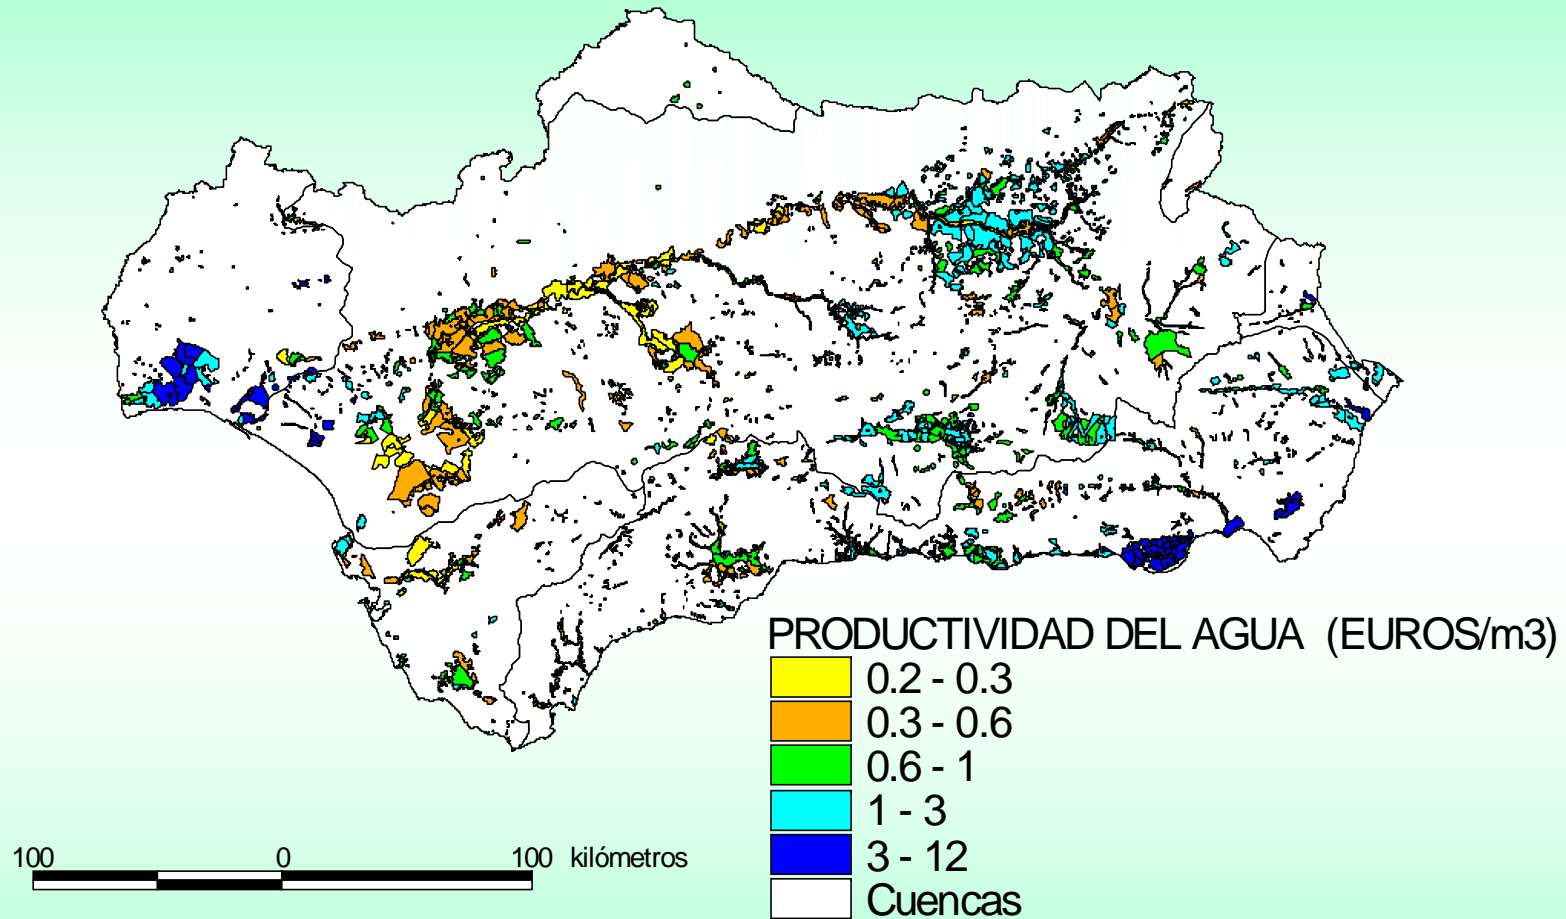 PRODUCTIVIDAD DEL AGUA (EUROS/m3)
0.2 - 0.3
0.3 - 0.6
0.6 - 1
1 - 3
3 - 12
Cuencas
100 0 100 kilómetros